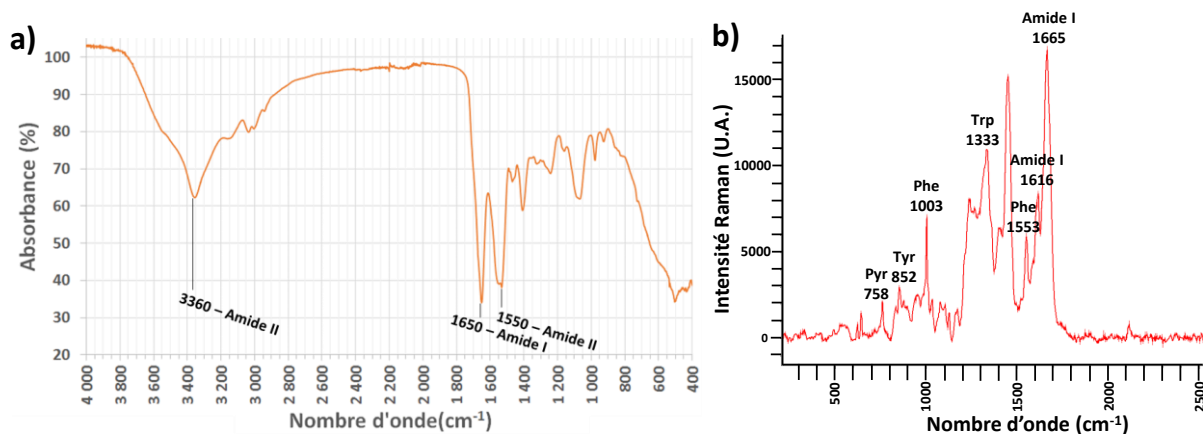 a)
Absorbance (%)
100
90
80
70
60
50
40
30
20
3360 – Amide II
1650 – Amide I
1550 – Amide II
4 000
3 800
3 600
3 400
3 200
3 000
2 800
2 600
2 400
2 200
2 000
1 800
1 600
1 400
1 200
1 000
800
600
400
Nombre d'onde(cm-1)
b)
Intensité Raman (U.A.)
15000
10000
5000
0
Amide I
1665
Trp
1333
Amide I
1616
Phe
1003
Phe
1553
Tyr
852
Pyr
758
500
1000
1500
2000
2500
Nombre d’onde (cm-1)